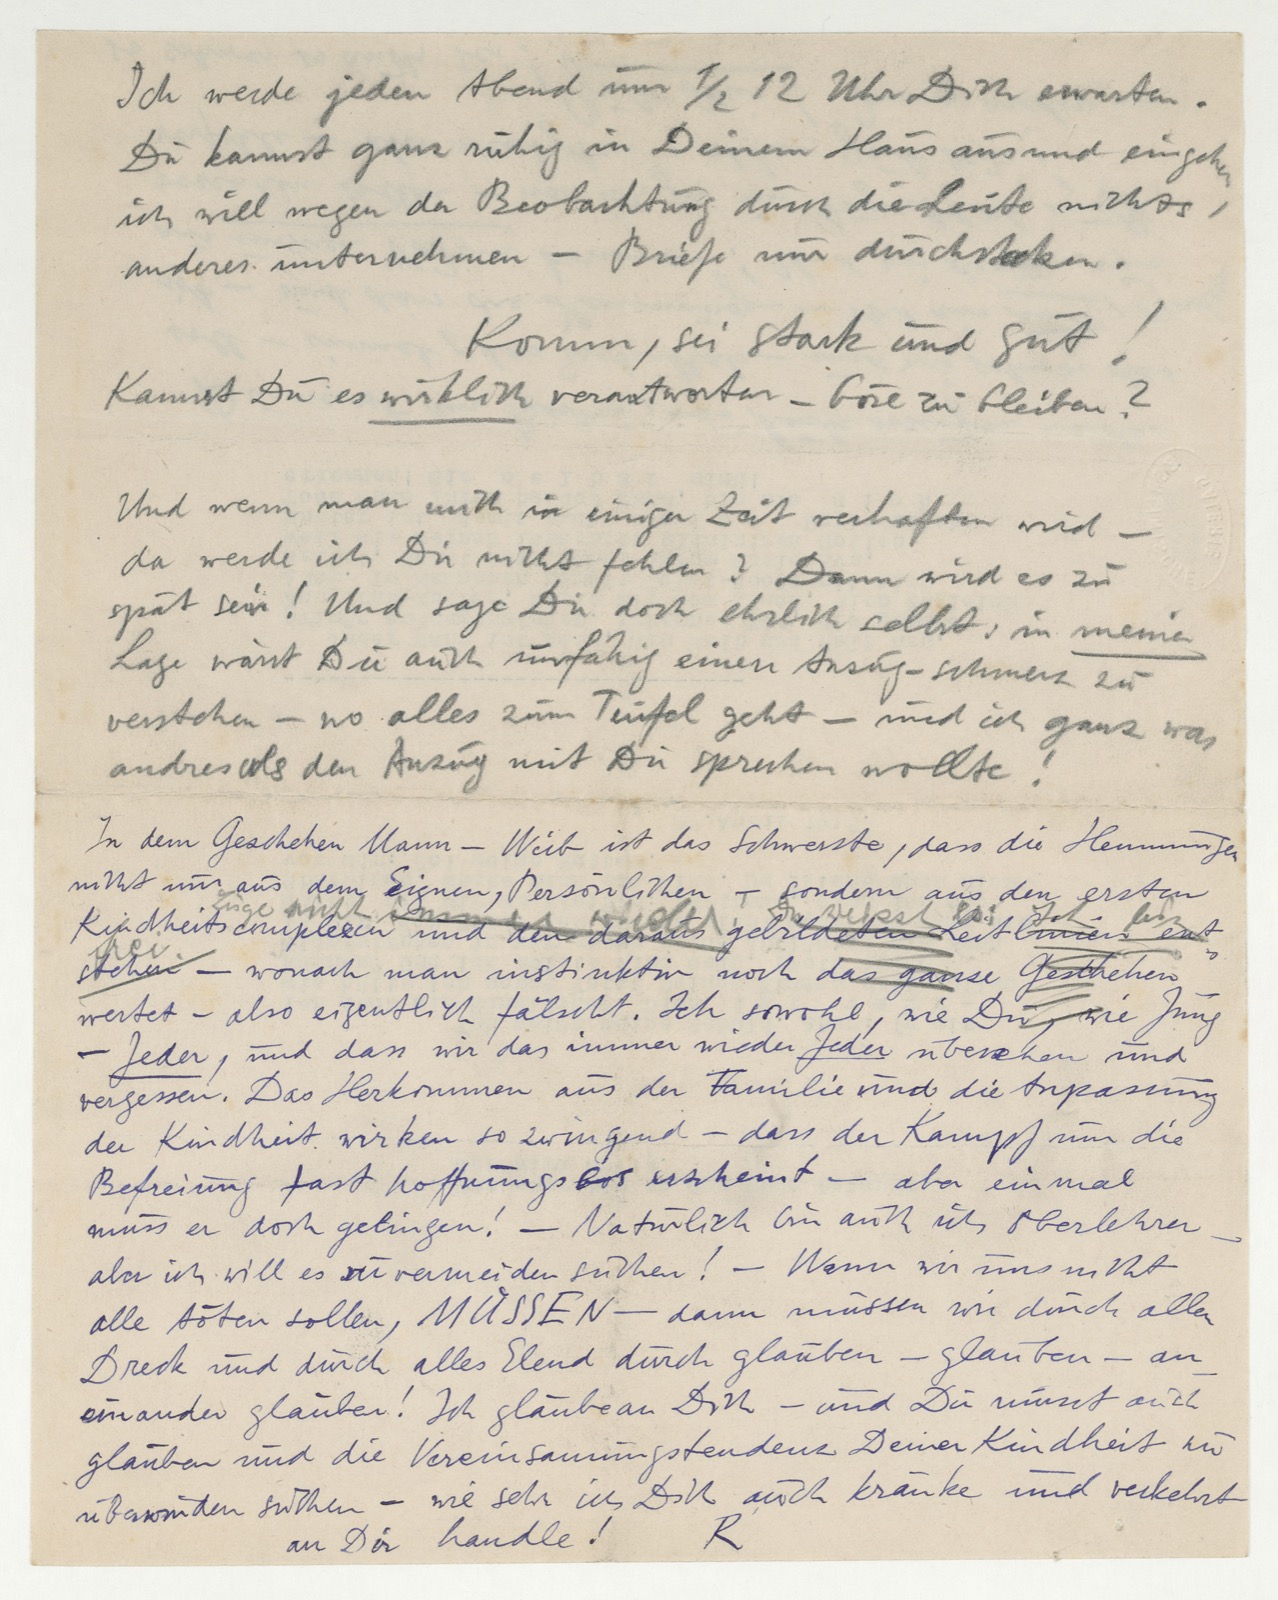 Ich werde jeden Abend um 1/2 12 Uhr Dich erwarten.
Du kannst ganz ruhig in Deinem Haus aus und eingehen
ich will wegen der Beobachtung durch die Leute nichts,
anderes unternehmen – Briefe nur durchstecken.
Komm, sei stark und gut!
Kannst Du es wirklich verantworten – böse zu bleiben?
Und wenn man mich in einiger Zeit verhaften wird –
da werde ich Dir nicht fehlen? Dann wird es zu
spät sein! Und sage Dir doch ehrlich selbst, in meiner
Lage wärst Du auch unfähig einen Anzug-schmerz zu
verstehen – wo alles zum Teufel geht – und ich ganz was
andres als den Anzug mit Dir sprechen wollte!
In dem Geschehen Mann – Weib ist das Schwerste, dass die Hemmungen
nicht nur aus dem Eignen, Persönlichen – sondern aus den ersten
Lüge nicht immer wieder, Du weisst
Kindheitscomplexen und den daraus gebildeten Leitlinien ent
stehen – wonach man instinktiv noch das ganze Geschehen
wertet – also eigentlich fälscht. Ich sowohl, wie Du, wie Jung
– Jeder, und dass wir das immer wieder Jeder übersehen und
vergessen. Das Herkommen aus der Familie und die Anpassung
der Kindheit wirken so zwingend – dass der Kampf um die
Befreiung fast hoffnungslos erscheint – aber einmal
muss er doch gelingen! – Natürlich bin auch ich Oberlehrer –
aber ich will es zu vermeiden suchen! – Wenn wir uns nicht
alle töten sollen, MÜSSEN – dann müssen wir durch allen
Dreck und durch alles Elend durch glauben – glauben – an
einander glauben! Ich glaube an Dich – und Du musst auch
glauben und die Vereinsamungstendenz Deiner Kindheit zu
überwinden suchen – wie sehr ich Dich auch kränke und verkehrt
an Dir handle! R